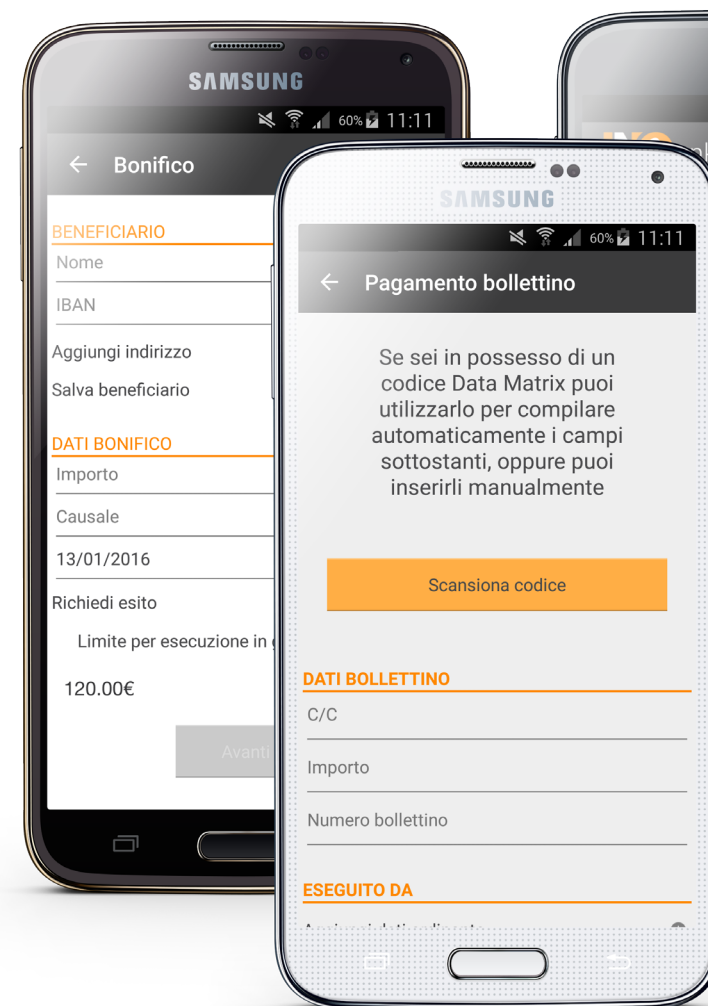 SAMSUNG
60% 11:11
Bonifico
BENEFICIARIO
Nome
IBAN
Aggiungi indirizzo
Salva beneficiario
DATI BONIFICO
Importo
Causale
13/01/2016
Richiedi esito
Limite per esecuzione in
120.00€
Avanti
SAMSUNG
60% 11:11
Pagamento bollettino
Se sei in possesso di un
codice Data Matrix puoi
utilizzarlo per compilare
automaticamente i campi
sottostanti, oppure puoi
inserirli manualmente
Scansiona codice
DATI BOLLETTINO
C/C
Importo
Numero bollettino
ESEGUITO DA